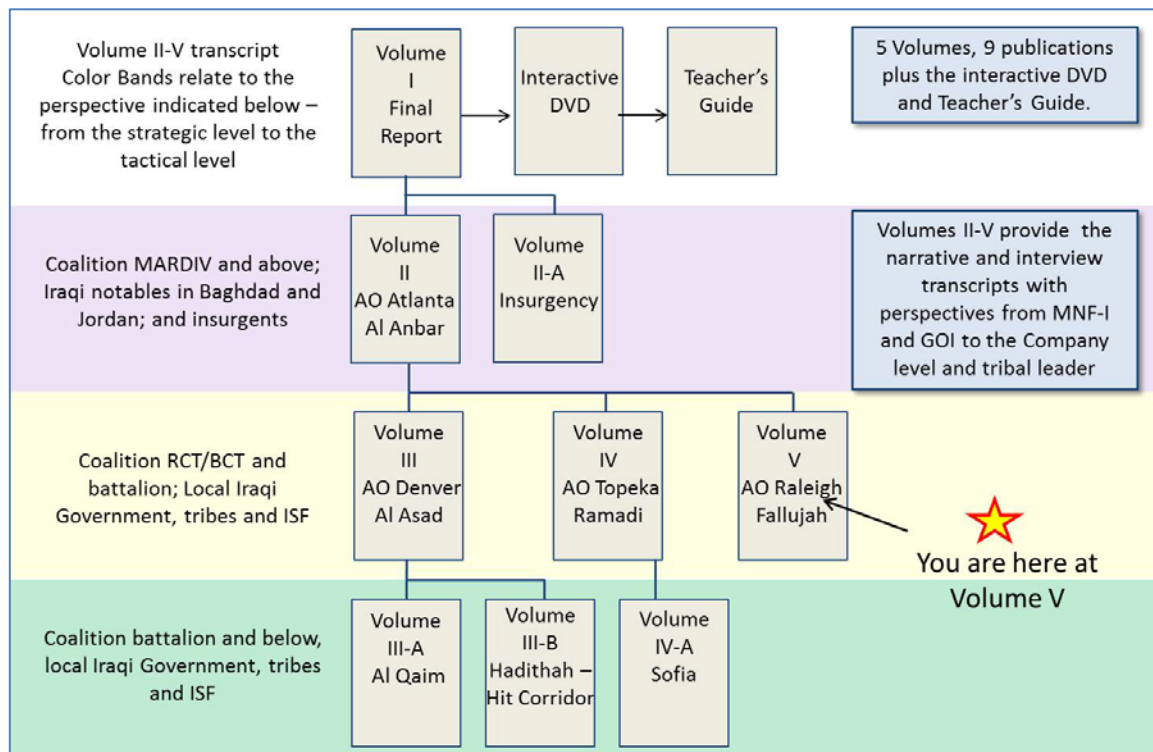 Volume II-V transcript
Color Bands relate to the
perspective indicated below –
from the strategic level to the
tactical level
Volume
I
Final
Report
Interactive
DVD
Teacher's
Guide
5 Volumes, 9 publications
plus the interactive DVD
and Teacher's Guide.
Coalition MARDIV and above;
Iraqi notables in Baghdad and
Jordan; and insurgents
Volume
II
AO Atlanta
Al Anbar
Volume
II-A
Insurgency
Volumes II-V provide the
narrative and interview
transcripts with
perspectives from MNF-I
and GOI to the Company
level and tribal leader
Coalition RCT/BCT and
battalion; Local Iraqi
Government, tribes and ISF
Volume
III
AO Denver
Al Asad
Volume
IV
AO Topeka
Ramadi
Volume
V
AO Raleigh
Fallujah
You are here at
Volume V
Coalition battalion and below,
local Iraqi Government, tribes
and ISF
Volume
III-A
Al Qaim
Volume
III-B
Hadithah –
Hit Corridor
Volume
IV-A
Sofia